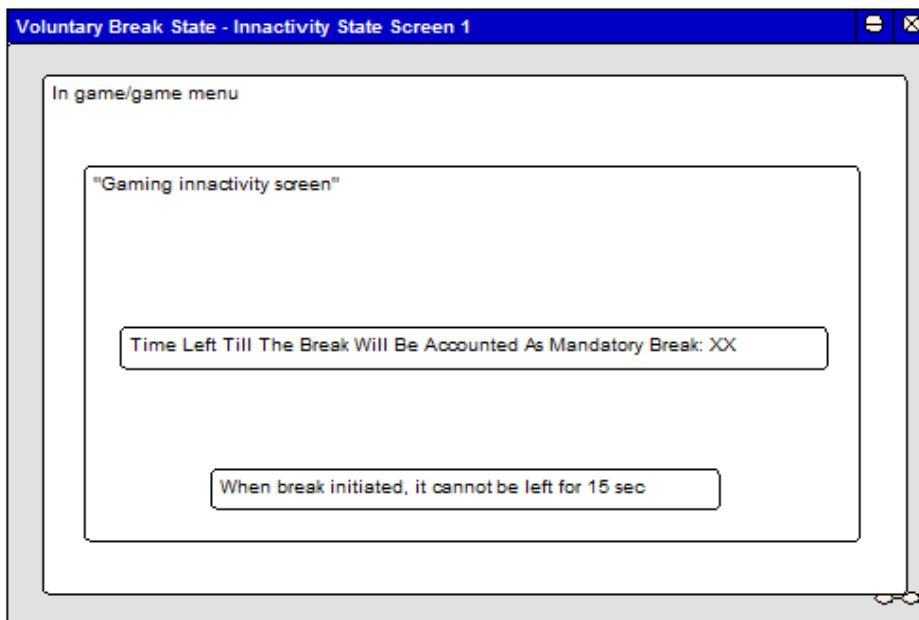 Voluntary Break State - Innactivity State Screen 1
In game/game menu
"Gaming innactivity screen"
Time Left Till The Break Will Be Accounted As Mandatory Break: XX
When break initiated, it cannot be left for 15 sec